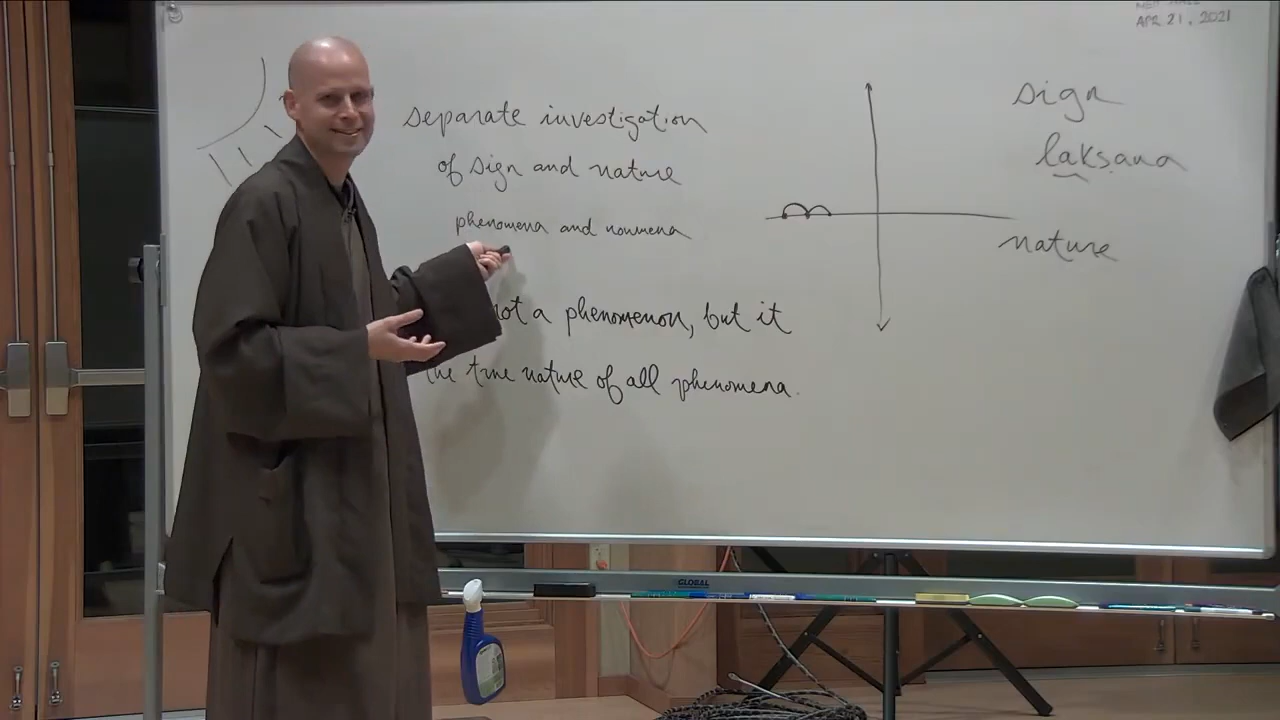 APR 21, 2021
separate investigation
of sign and nature
phenomena and noumena
not a phenomenon, but it
the true nature of all phenomena.
sign
lakṣana
nature
GLOBAL